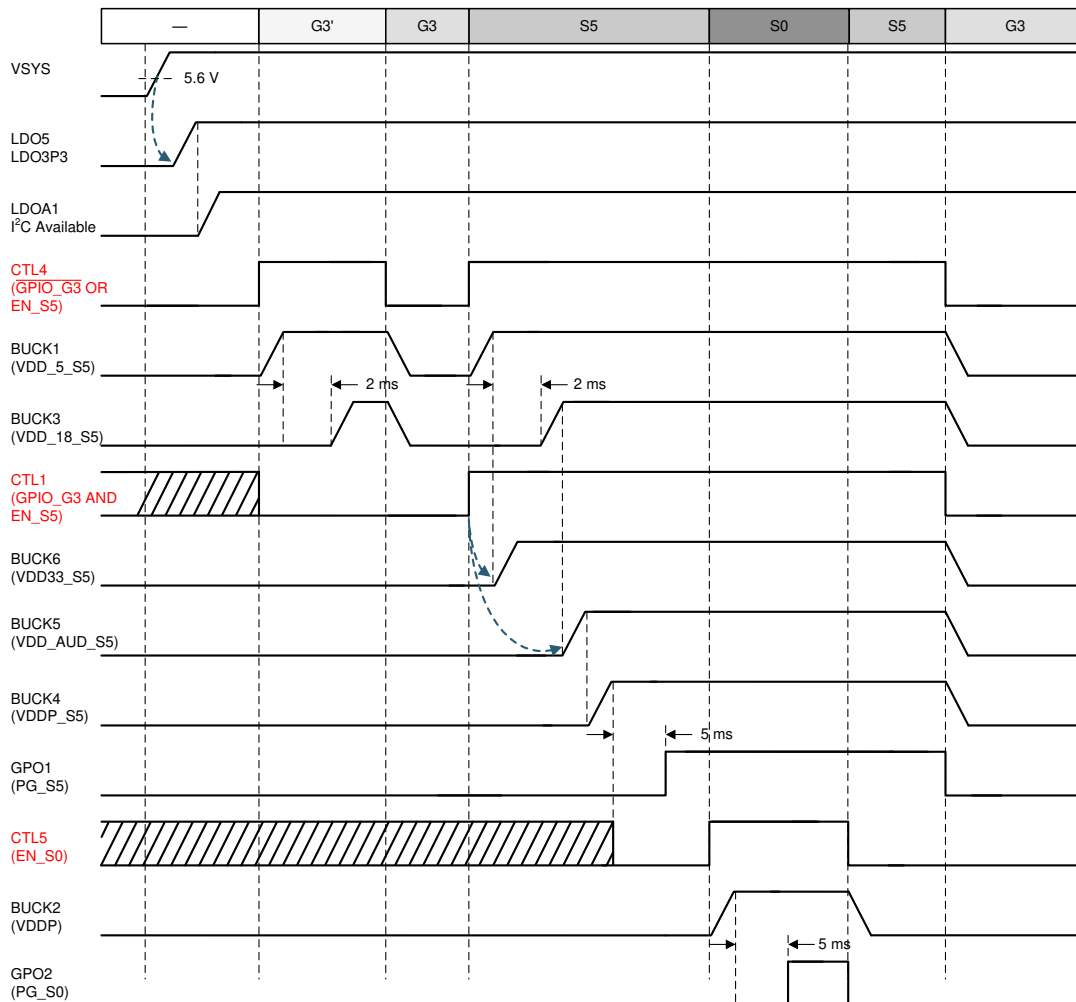 — G3' G3 S5 S0 S5 G3
VSYS
5.6 V
LDO5
LDO3P3
LDOA1
I²C Available
CTL4
(GPIO_G3 OR
EN_S5)
BUCK1
(VDD_5_S5)
2 ms 2 ms
BUCK3
(VDD_18_S5)
CTL1
(GPIO_G3 AND
EN_S5)
BUCK6
(VDD33_S5)
BUCK5
(VDD_AUD_S5)
BUCK4
(VDDP_S5)
5 ms
GPO1
(PG_S5)
CTL5
(EN_S0)
BUCK2
(VDDP)
5 ms
GPO2
(PG_S0)